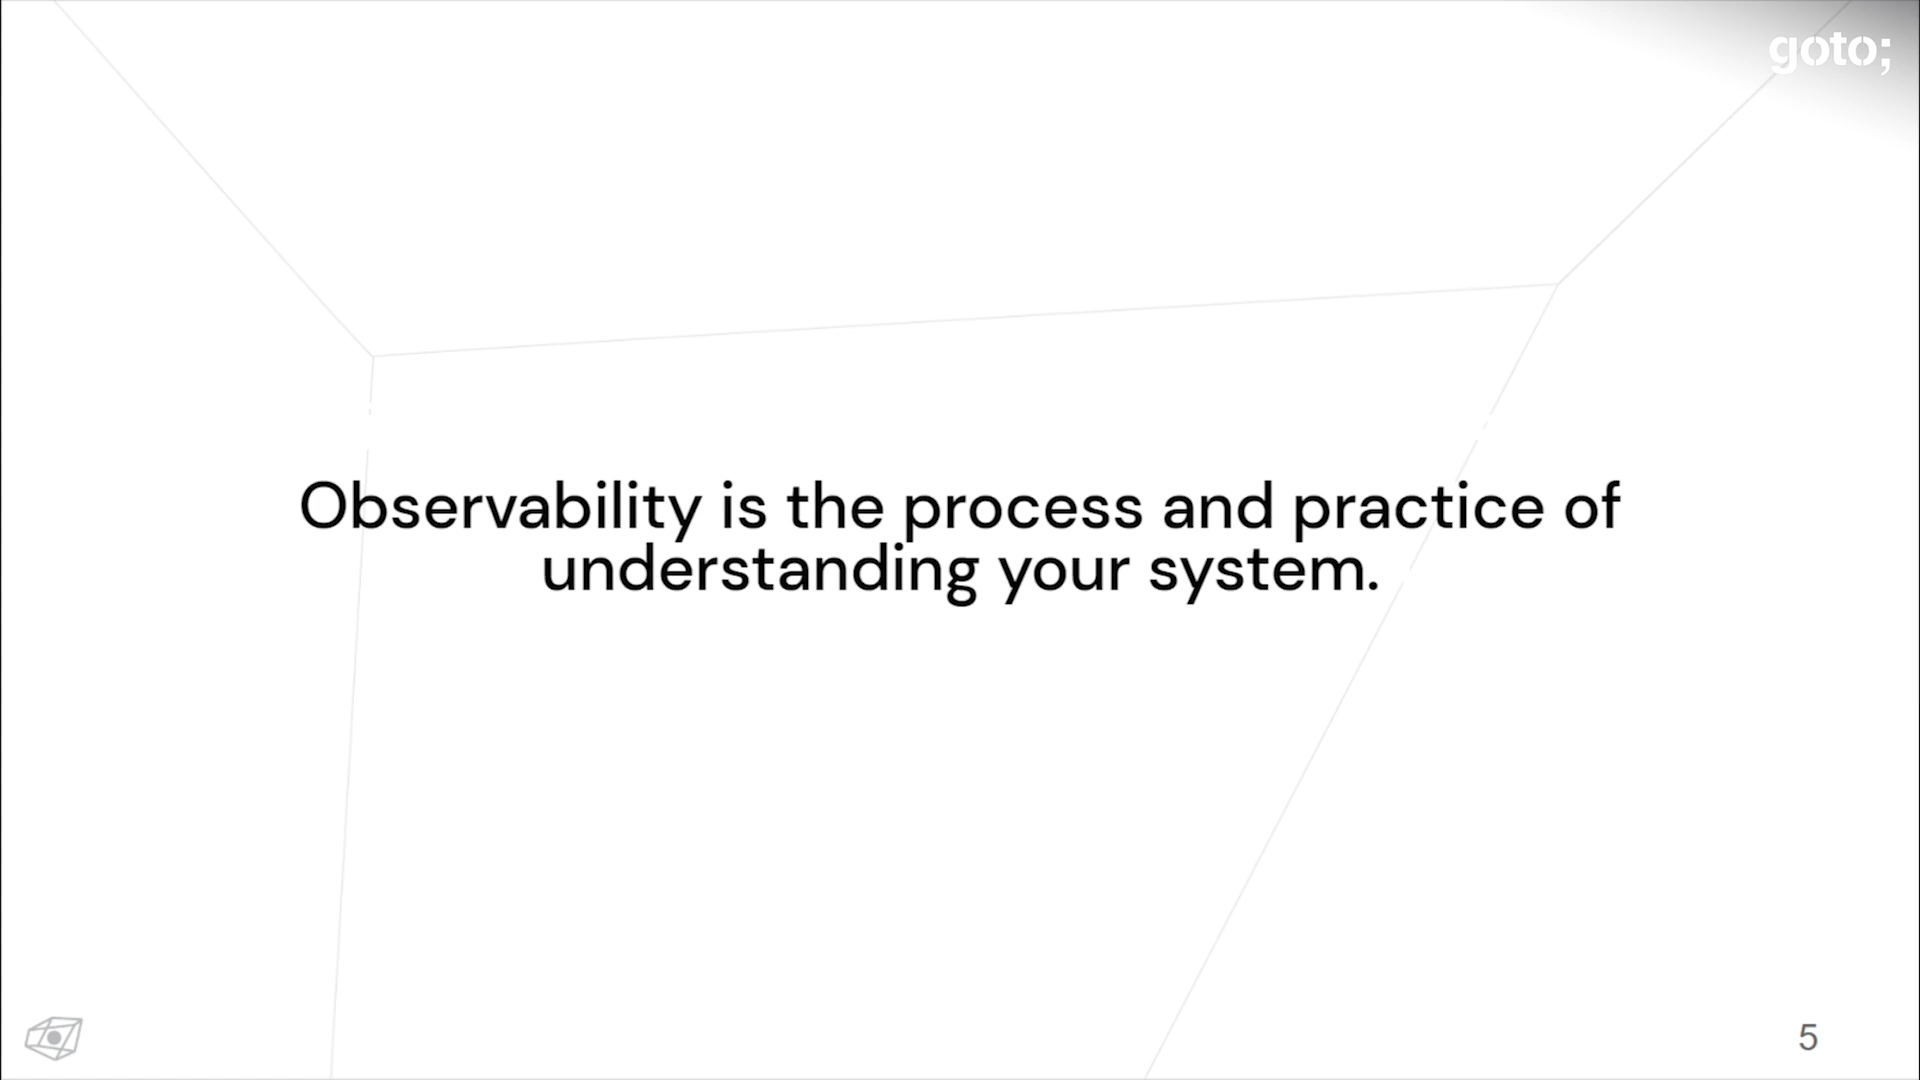 goto;
Observability is the process and practice of
understanding your system.
5